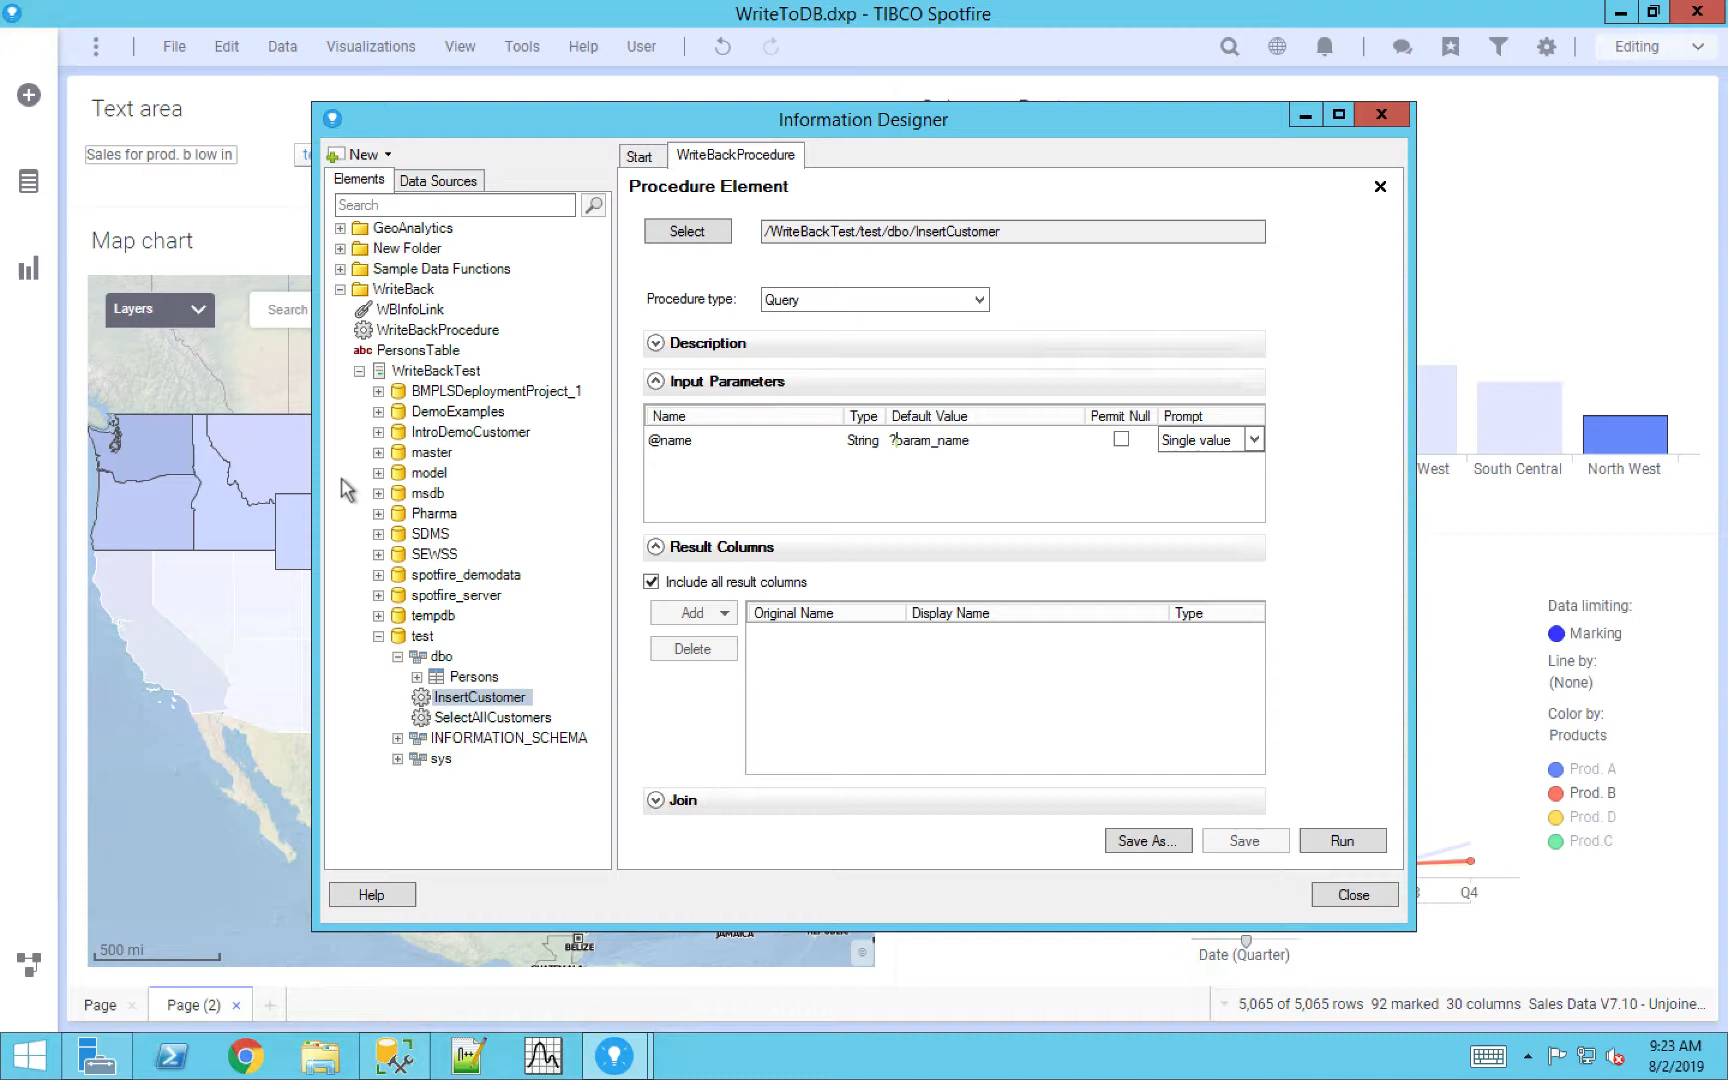 WriteToDB.dxp - TIBCO Spotfire
File Edit Data Visualizations View Tools Help User
Editing
Text area
Sales for prod. b low in
Map chart
Layers
Search
Information Designer
New
Elements
Data Sources
Search
GeoAnalytics
New Folder
Sample Data Functions
WriteBack
WBInfoLink
WriteBackProcedure
abc PersonsTable
WriteBackTest
BMPLSDeploymentProject_1
DemoExamples
IntroDemoCustomer
master
model
msdb
Pharma
SDMS
SEWSS
spotfire_demodata
spotfire_server
tempdb
test
dbo
Persons
InsertCustomer
SelectAllCustomers
INFORMATION_SCHEMA
sys
Start
WriteBackProcedure
Procedure Element
Select
/WriteBackTest/test/dbo/InsertCustomer
Procedure type:
Query
Description
Input Parameters
Name Type Default Value Permit Null Prompt
@name String ?param_name Single value
Result Columns
Include all result columns
Add
Delete
Original Name Display Name Type
Join
Save As... Save Run
Help
Close
West South Central North West
Data limiting:
Marking
Line by:
(None)
Color by:
Products
Prod. A
Prod. B
Prod. D
Prod.C
Q4
Date (Quarter)
500 mi
BELIZE
JAMAICA
Page
Page (2)
5,065 of 5,065 rows 92 marked 30 columns Sales Data V7.10 - Unjoine...
9:23 AM
8/2/2019